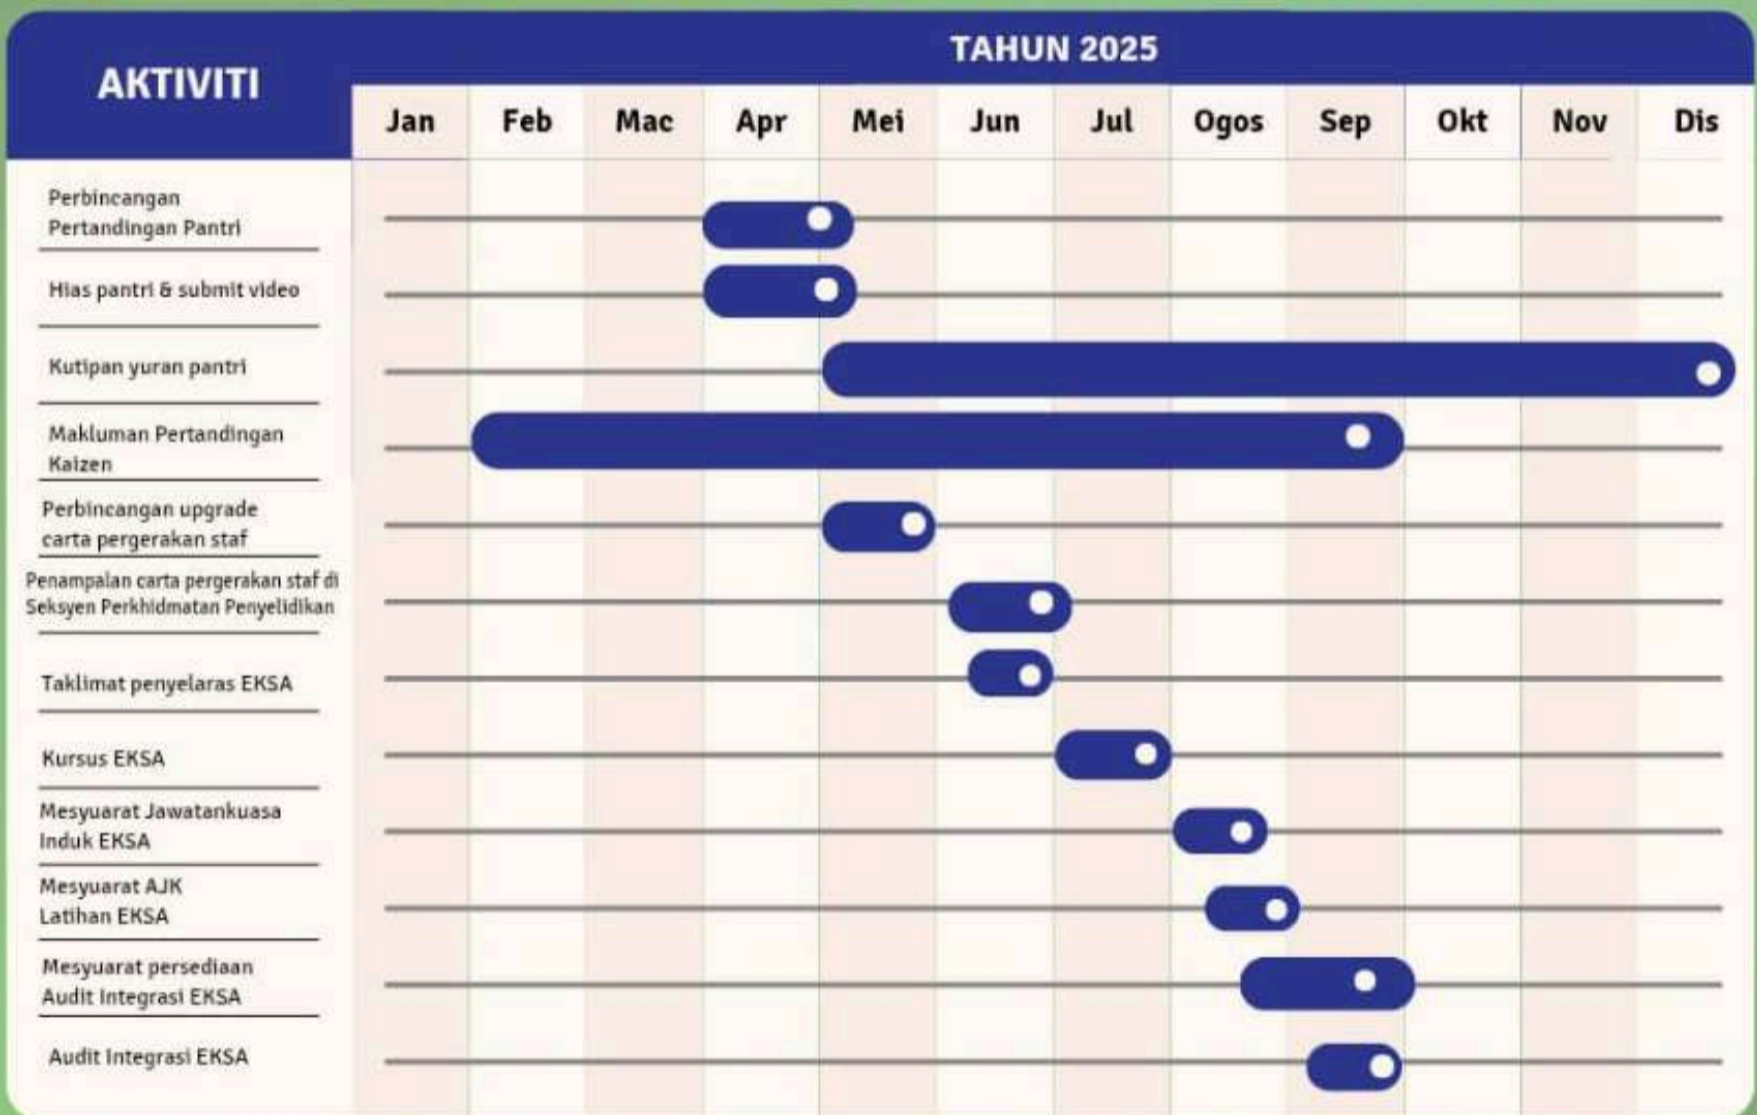 AKTIVITI
TAHUN 2025
Jan Feb Mac Apr Mei Jun Jul Ogos Sep Okt Nov Dis
Perbincangan
Pertandingan Pantri
Hias pantri & submit video
Kutipan yuran pantri
Makluman Pertandingan
Kaizen
Perbincangan upgrade
carta pergerakan staf
Penampalan carta pergerakan staf di
Seksyen Perkhidmatan Penyelidikan
Taklimat penyelaras EKSA
Kursus EKSA
Mesyuarat Jawatankuasa
Induk EKSA
Mesyuarat AJK
Latihan EKSA
Mesyuarat persediaan
Audit Integrasi EKSA
Audit Integrasi EKSA